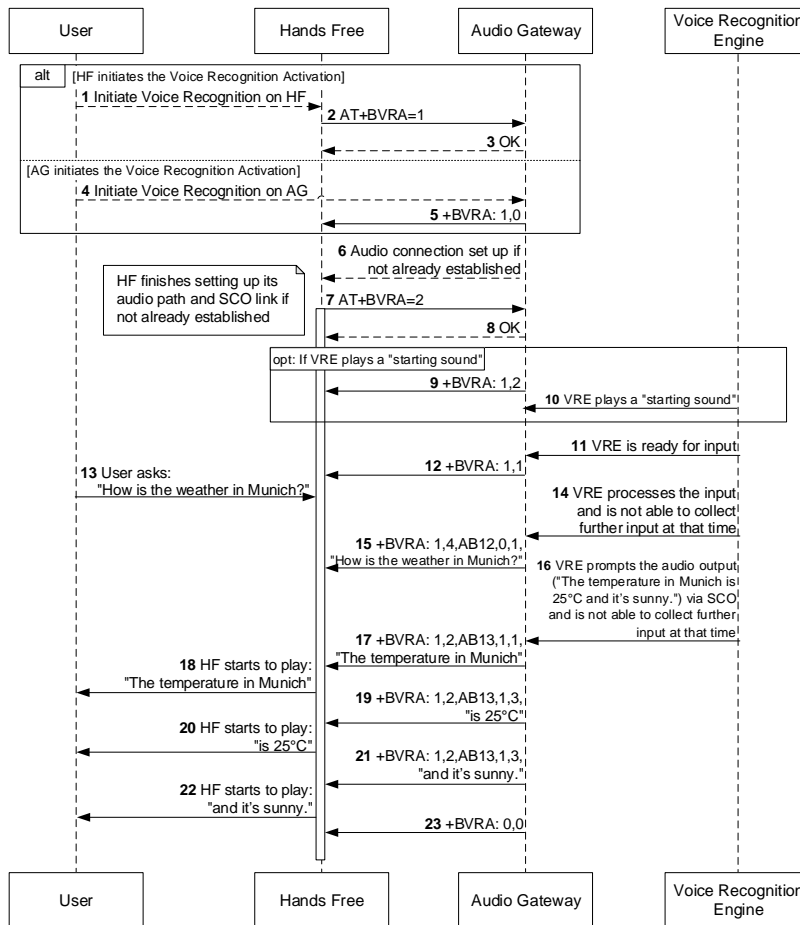 User
Hands Free
Audio Gateway
Voice Recognition
Engine
alt
[HF initiates the Voice Recognition Activation]
1 Initiate Voice Recognition on HF
2 AT+BVRA=1
3 OK
[AG initiates the Voice Recognition Activation]
4 Initiate Voice Recognition on AG
5 +BVRA: 1,0
6 Audio connection set up if
not already established
HF finishes setting up its
audio path and SCO link if
not already established
7 AT+BVRA=2
8 OK
opt: If VRE plays a "starting sound"
9 +BVRA: 1,2
10 VRE plays a "starting sound"
11 VRE is ready for input
12 +BVRA: 1,1
13 User asks:
"How is the weather in Munich?"
14 VRE processes the input
and is not able to collect
further input at that time
15 +BVRA: 1,4,AB12,0,1,
"How is the weather in Munich?"
16 VRE prompts the audio output
("The temperature in Munich is
25°C and it's sunny.") via SCO
and is not able to collect further
input at that time
17 +BVRA: 1,2,AB13,1,1,
"The temperature in Munich"
18 HF starts to play:
"The temperature in Munich"
19 +BVRA: 1,2,AB13,1,3,
"is 25°C"
20 HF starts to play:
"is 25°C"
21 +BVRA: 1,2,AB13,1,3,
"and it's sunny."
22 HF starts to play:
"and it's sunny."
23 +BVRA: 0,0
User
Hands Free
Audio Gateway
Voice Recognition
Engine